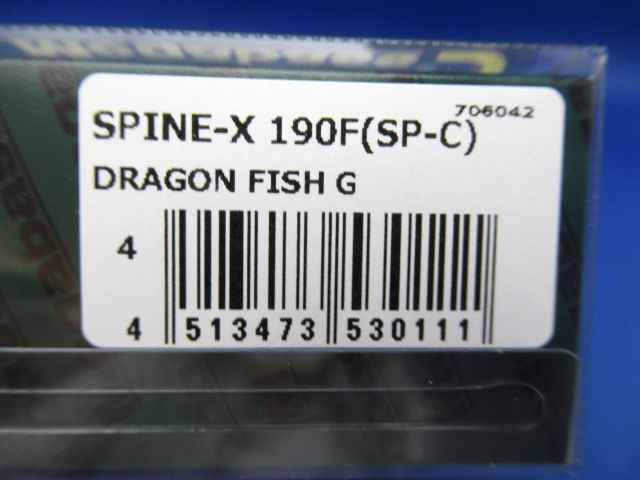 706042
SPINE-X 190F(SP-C)
DRAGON FISH G
4
4 513473 530111